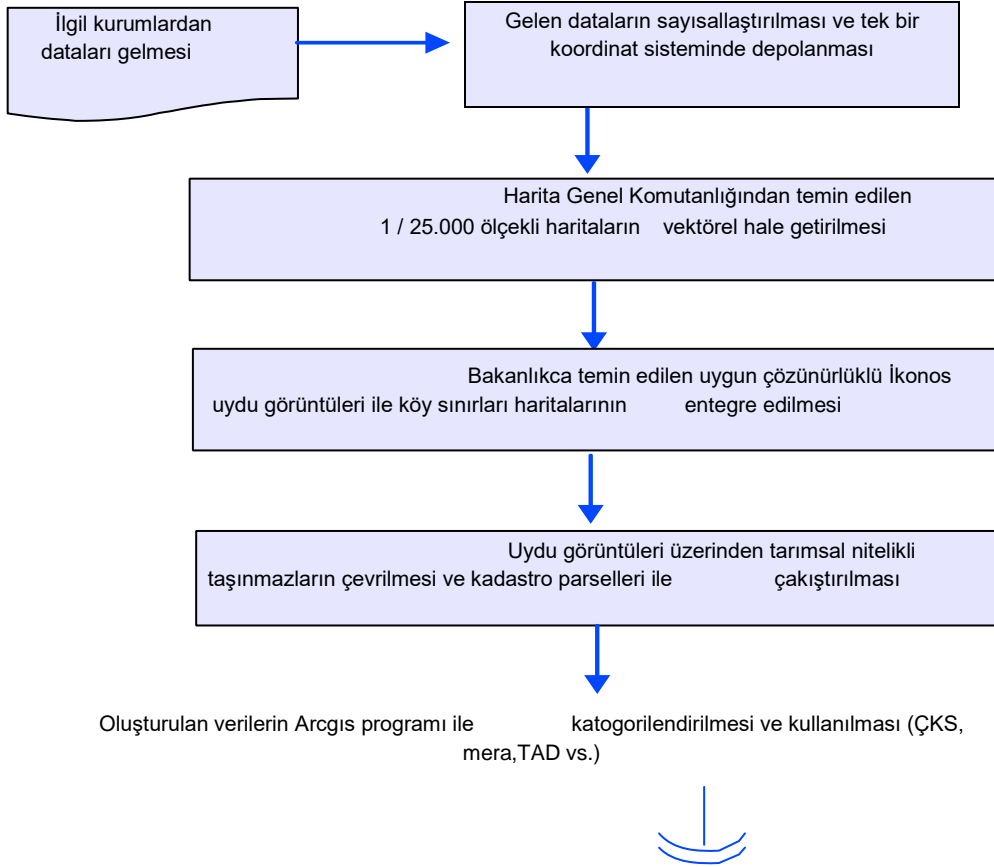 İlgil kurumlardan
dataları gelmesi
Gelen dataların sayısallaştırılması ve tek bir
koordinat sisteminde depolanması
Harita Genel Komutanlığından temin edilen
1 / 25.000 ölçekli haritaların vektörel hale getirilmesi
Bakanlıkca temin edilen uygun çözünürlüklü İkonos
uydu görüntüleri ile köy sınırları haritalarının entegre edilmesi
Uydu görüntüleri üzerinden tarımsal nitelikli
taşınmazların çevrilmesi ve kadastro parselleri ile çakıştırılması
Oluşturulan verilerin Arcgıs programı ile katogorilendirilmesi ve kullanılması (ÇKS,
mera,TAD vs.)